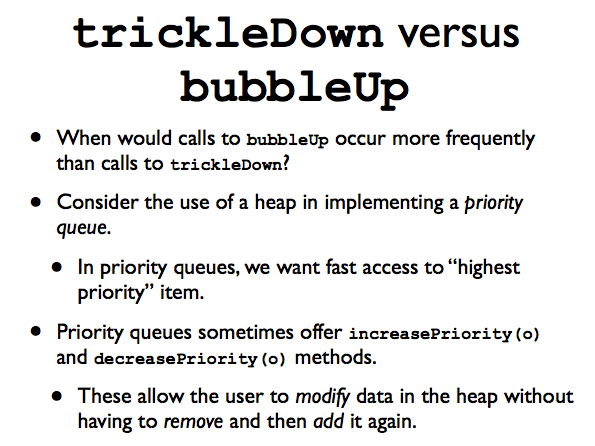 trickleDown versus
bubbleUp
• When would calls to bubbleUp occur more frequently
than calls to trickleDown?
• Consider the use of a heap in implementing a priority
queue.
• In priority queues, we want fast access to “highest
priority” item.
• Priority queues sometimes offer increasePriority(o)
and decreasePriority(o) methods.
• These allow the user to modify data in the heap without
having to remove and then add it again.